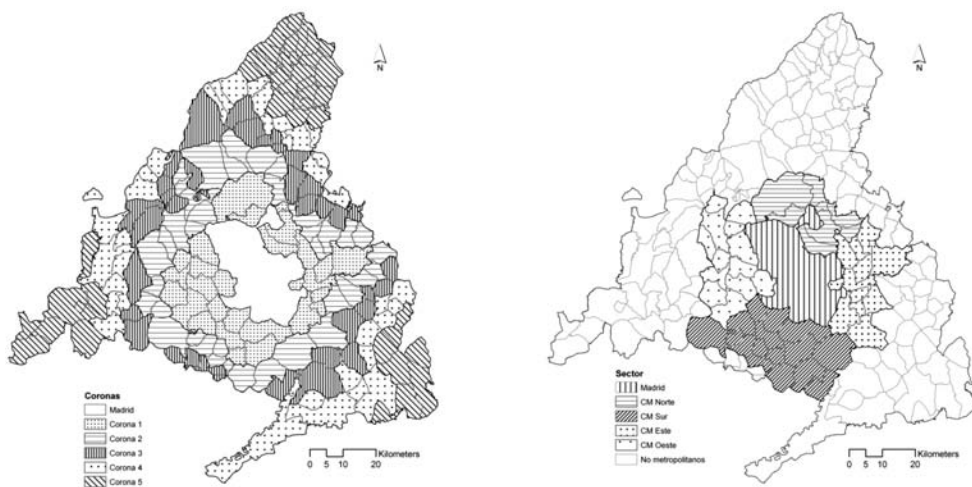 N
Coronas
Madrid
Corona 1
Corona 2
Corona 3
Corona 4
Corona 5
Kilometers
0 5 10 20
N
Sector
Madrid
CM Norte
CM Sur
CM Este
CM Oeste
No metropolitanos
Kilometers
0 5 10 20